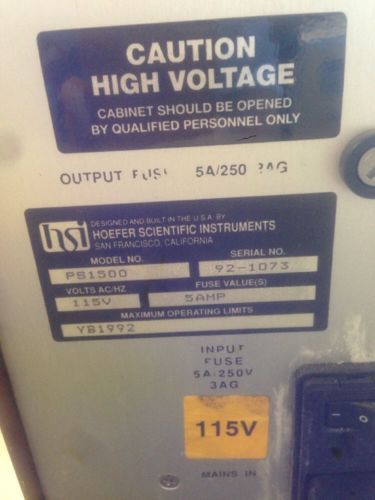 CAUTION
HIGH VOLTAGE
CABINET SHOULD BE OPENED
BY QUALIFIED PERSONNEL ONLY
OUTPUT FUS 5A/250 3AG
hsi DESIGNED AND BUILT IN THE U.S.A. BY
HOEFER SCIENTIFIC INSTRUMENTS
SAN FRANCISCO, CALIFORNIA
MODEL NO. SERIAL NO.
PS1500 92-1073
VOLTS AC/HZ FUSE VALUE(S)
115V 5AMP
MAXIMUM OPERATING LIMITS
YB1992
INPUT
FUSE
5A-250V
3AG
115V
MAINS IN